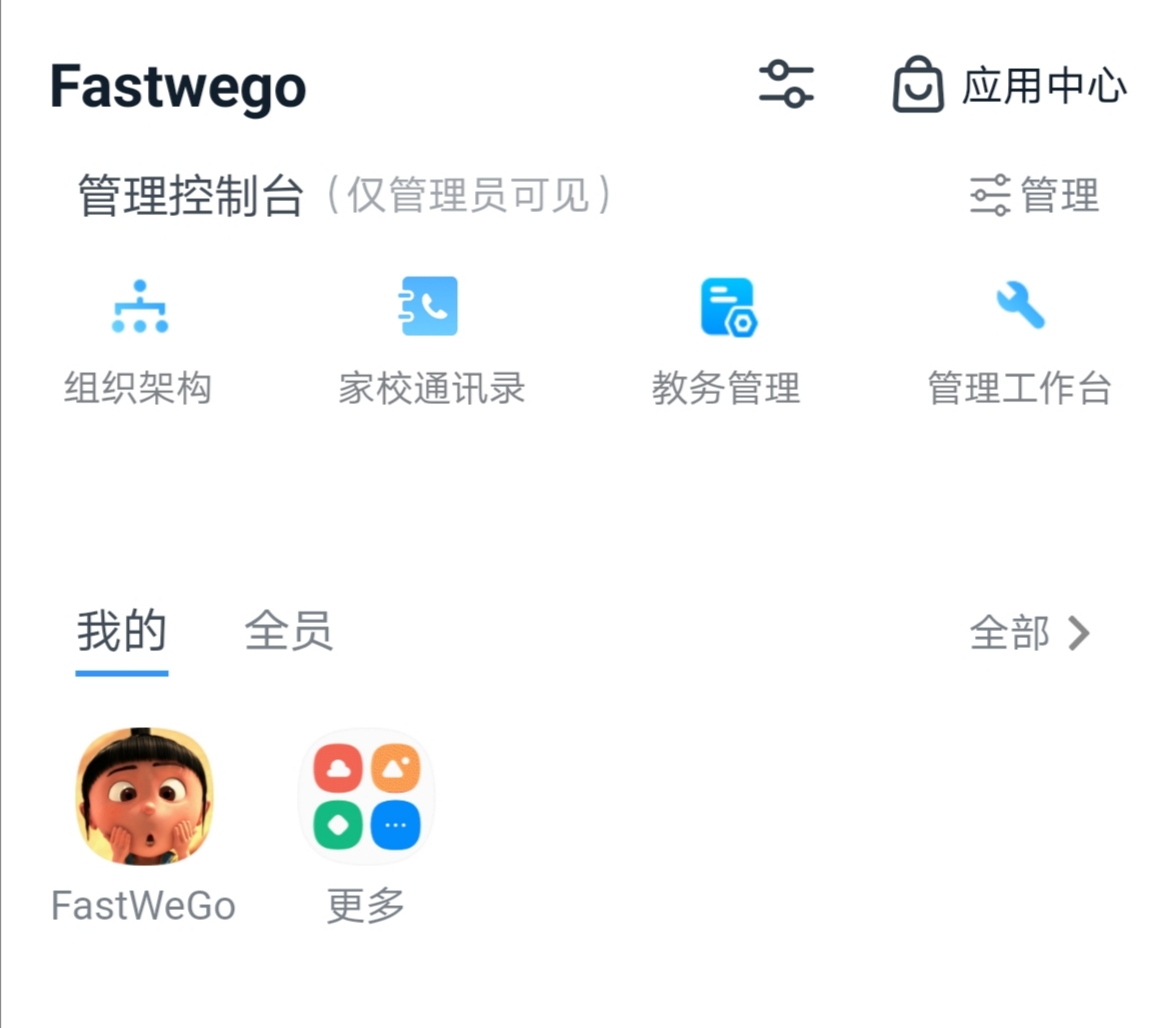 Fastwego 应用中心
管理控制台（仅管理员可见） 管理
组织架构 家校通讯录 教务管理 管理工作台
我的 全员 全部
FastWeGo 更多